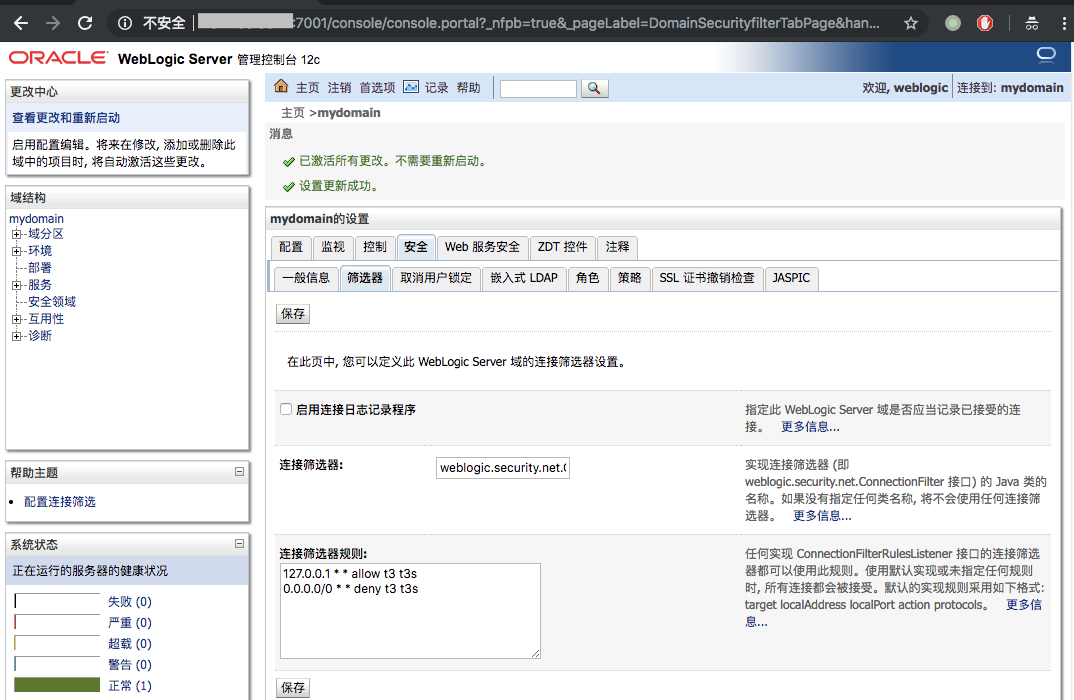 不安全
:7001/console/console.portal?_nfpb=true&_pageLabel=DomainSecurityfilterTabPage&han...
ORACLE® WebLogic Server 管理控制台 12c
更改中心
查看更改和重新启动
启用配置编辑。将来在修改, 添加或删除此
域中的项目时, 将自动激活这些更改。
域结构
mydomain
域分区
环境
部署
服务
安全领域
互用性
诊断
帮助主题
配置连接筛选
系统状态
正在运行的服务器的健康状况
失败 (0)
严重 (0)
超载 (0)
警告 (0)
正常 (1)
主页 注销 首选项 记录 帮助
欢迎, weblogic 连接到: mydomain
主页 >mydomain
消息
已激活所有更改。不需要重新启动。
设置更新成功。
mydomain的设置
配置 监视 控制 安全 Web 服务安全 ZDT 控件 注释
一般信息 筛选器 取消用户锁定 嵌入式 LDAP 角色 策略 SSL 证书撤销检查 JASPIC
保存
在此页中, 您可以定义此 WebLogic Server 域的连接筛选器设置。
启用连接日志记录程序
指定此 WebLogic Server 域是否应当记录已接受的连
接。 更多信息...
连接筛选器:
weblogic.security.net.
实现连接筛选器 (即
weblogic.security.net.ConnectionFilter 接口) 的 Java 类的
名称。如果没有指定任何类名称, 将不会使用任何连接筛
选器。 更多信息...
连接筛选器规则:
127.0.0.1 * * allow t3 t3s
0.0.0.0/0 * * deny t3 t3s
任何实现 ConnectionFilterRulesListener 接口的连接筛选
器都可以使用此规则。使用默认实现或未指定任何规则
时, 所有连接都会被接受。默认的实现规则采用如下格式:
target localAddress localPort action protocols。 更多信
息...
保存